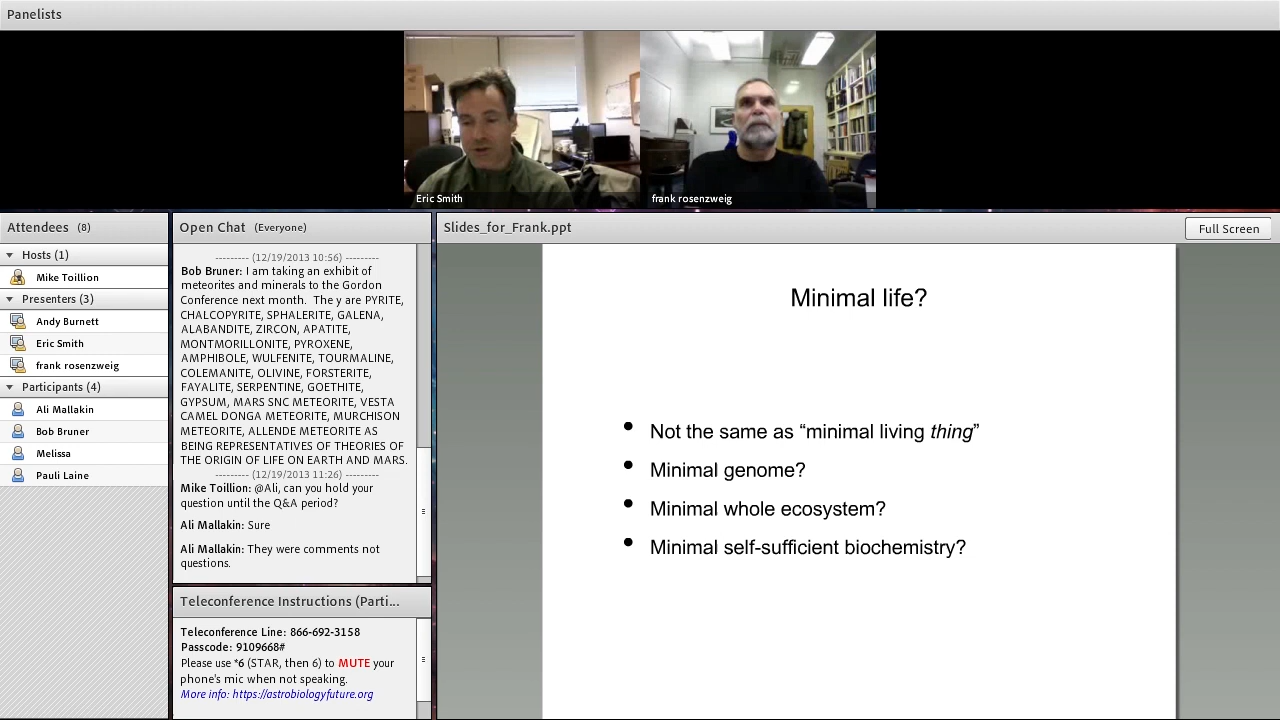 Panelists
Eric Smith
frank rosenzweig
Attendees (8)
Hosts (1)
Mike Toillion
Presenters (3)
Andy Burnett
Eric Smith
frank rosenzweig
Participants (4)
Ali Mallakin
Bob Bruner
Melissa
Pauli Laine
Open Chat (Everyone)
--------- (12/19/2013 10:56) ---------
Bob Bruner: I am taking an exhibit of
meteorites and minerals to the Gordon
Conference next month. The y are PYRITE,
CHALCOPYRITE, SPHALERITE, GALENA,
ALABANDITE, ZIRCON, APATITE,
MONTMORILLONITE, PYROXENE,
AMPHIBOLE, WULFENITE, TOURMALINE,
COLEMANITE, OLIVINE, FORSTERITE,
FAYALITE, SERPENTINE, GOETHITE,
GYPSUM, MARS SNC METEORITE, VESTA
CAMEL DONGA METEORITE, MURCHISON
METEORITE, ALLENDE METEORITE AS
BEING REPRESENTATIVES OF THEORIES OF
THE ORIGIN OF LIFE ON EARTH AND MARS.
--------- (12/19/2013 11:26) ---------
Mike Toillion: @Ali, can you hold your
question until the Q&A period?
Ali Mallakin: Sure
Ali Mallakin: They were comments not
questions.
Teleconference Instructions (Parti...
Teleconference Line: 866-692-3158
Passcode: 9109668#
Please use *6 (STAR, then 6) to MUTE your
phone's mic when not speaking.
More info: https://astrobiologyfuture.org
Slides_for_Frank.ppt
Full Screen
Minimal life?
• Not the same as “minimal living thing”
• Minimal genome?
• Minimal whole ecosystem?
• Minimal self-sufficient biochemistry?